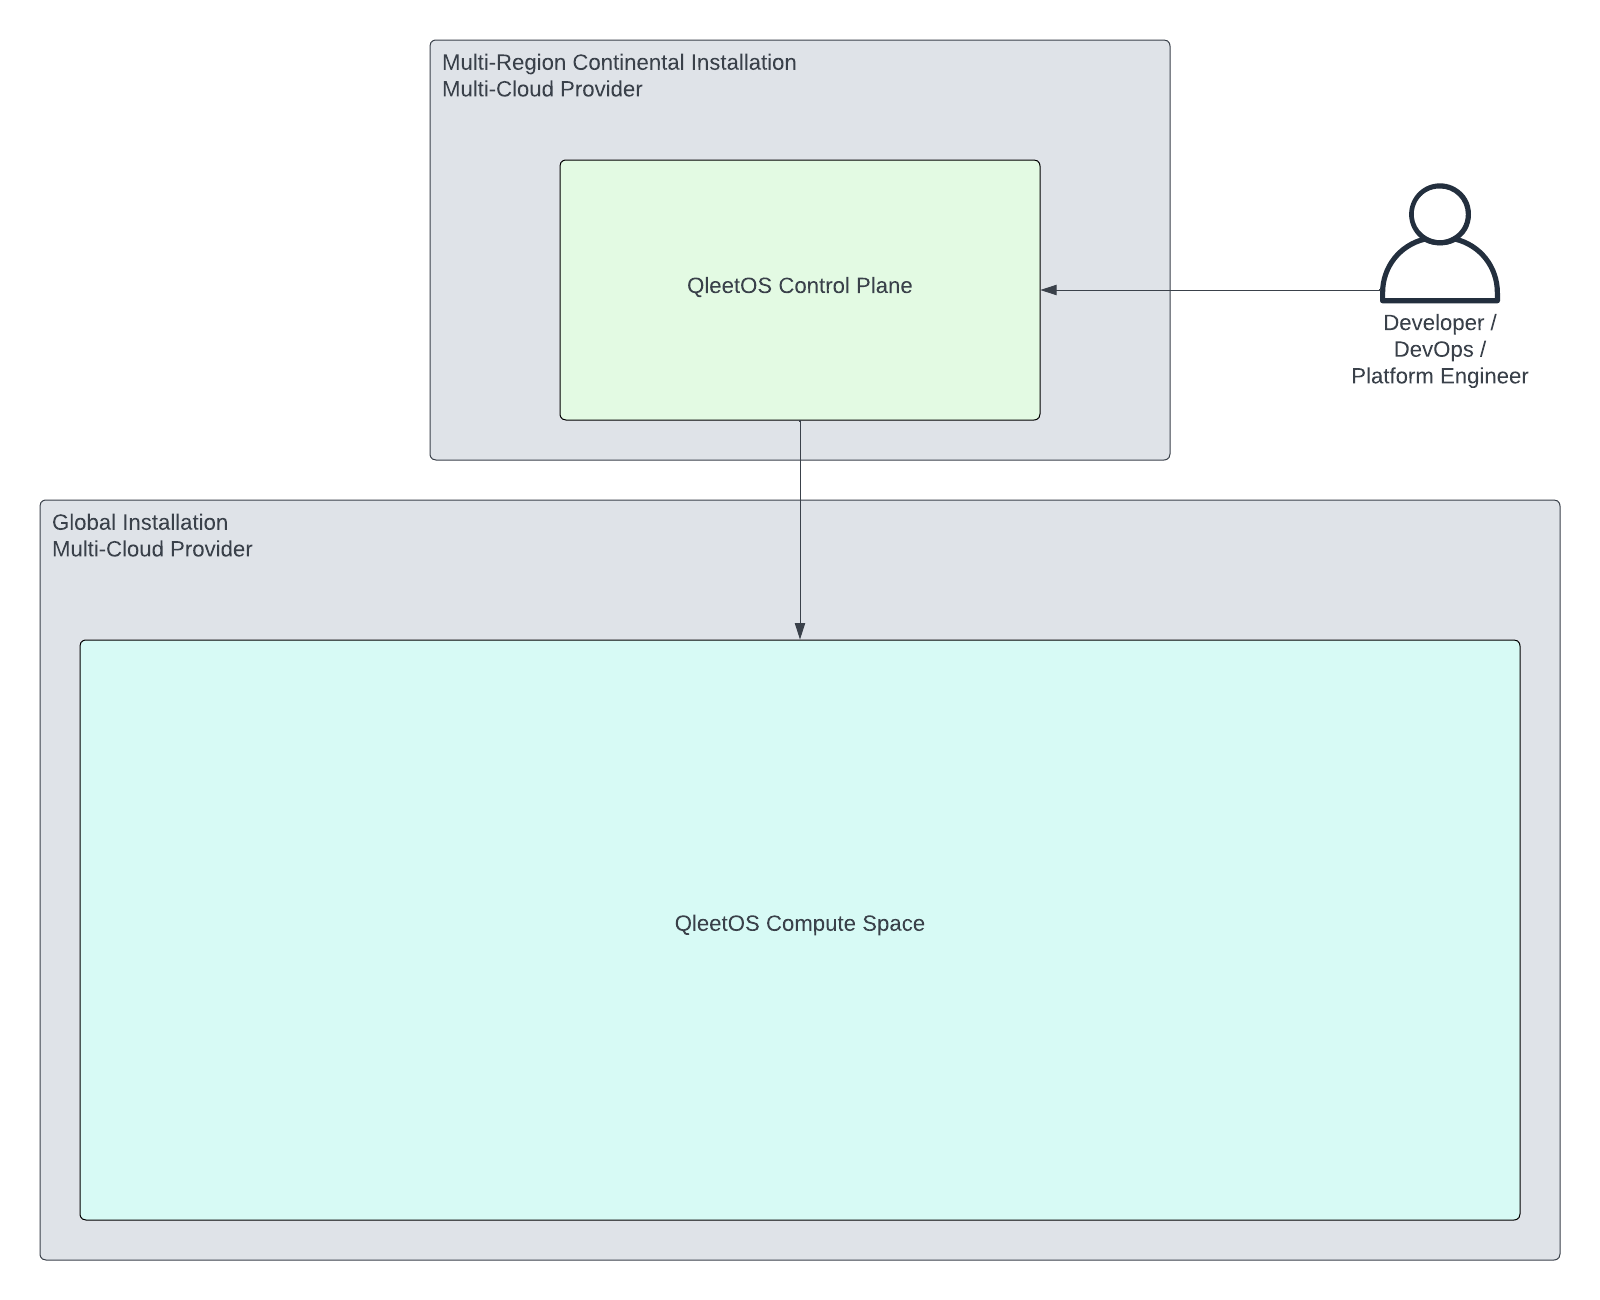 Multi-Region Continental Installation
Multi-Cloud Provider
QleetOS Control Plane
Developer /
DevOps /
Platform Engineer
Global Installation
Multi-Cloud Provider
QleetOS Compute Space